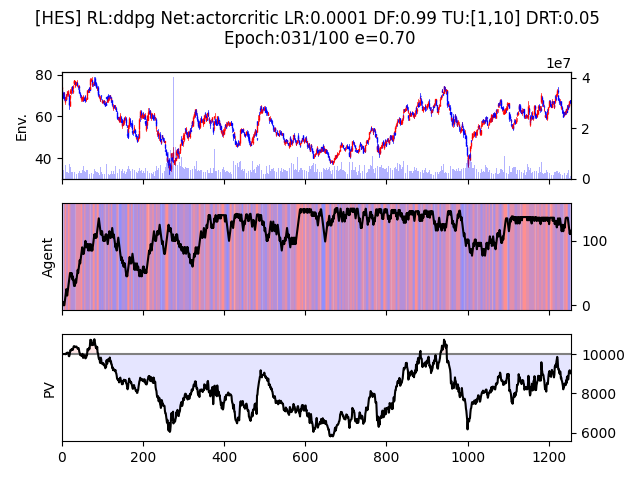 [HES] RL:ddpg Net:actorcritic LR:0.0001 DF:0.99 TU:[1,10] DRT:0.05
Epoch:031/100 e=0.70
1e7
80
60
40
Env.
4
2
0
Agent
100
0
PV
10000
8000
6000
0 200 400 600 800 1000 1200